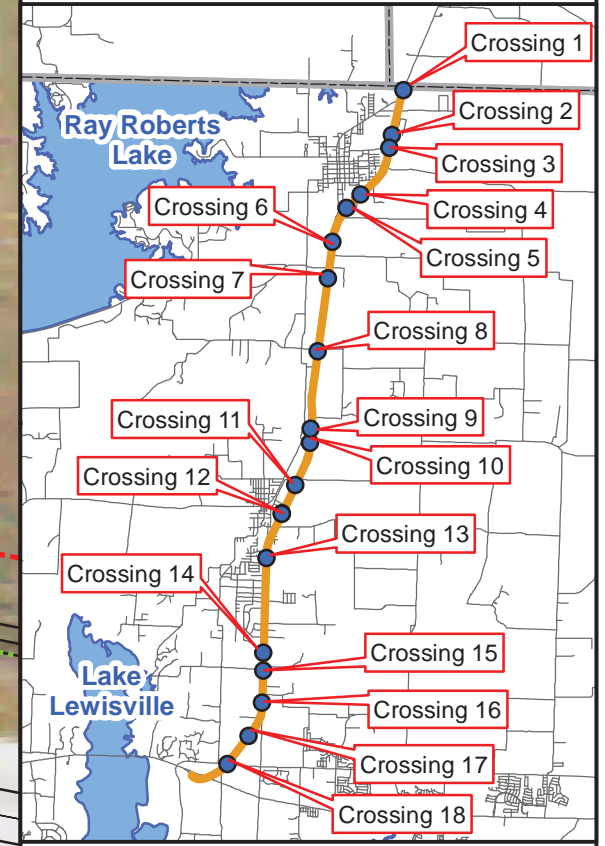 Crossing 1
Crossing 2
Ray Roberts
Lake
Crossing 3
Crossing 6
Crossing 4
Crossing 5
Crossing 7
Crossing 8
Crossing 11
Crossing 9
Crossing 10
Crossing 12
Crossing 13
Crossing 14
Crossing 15
Lake
Lewisville
Crossing 16
Crossing 17
Crossing 18